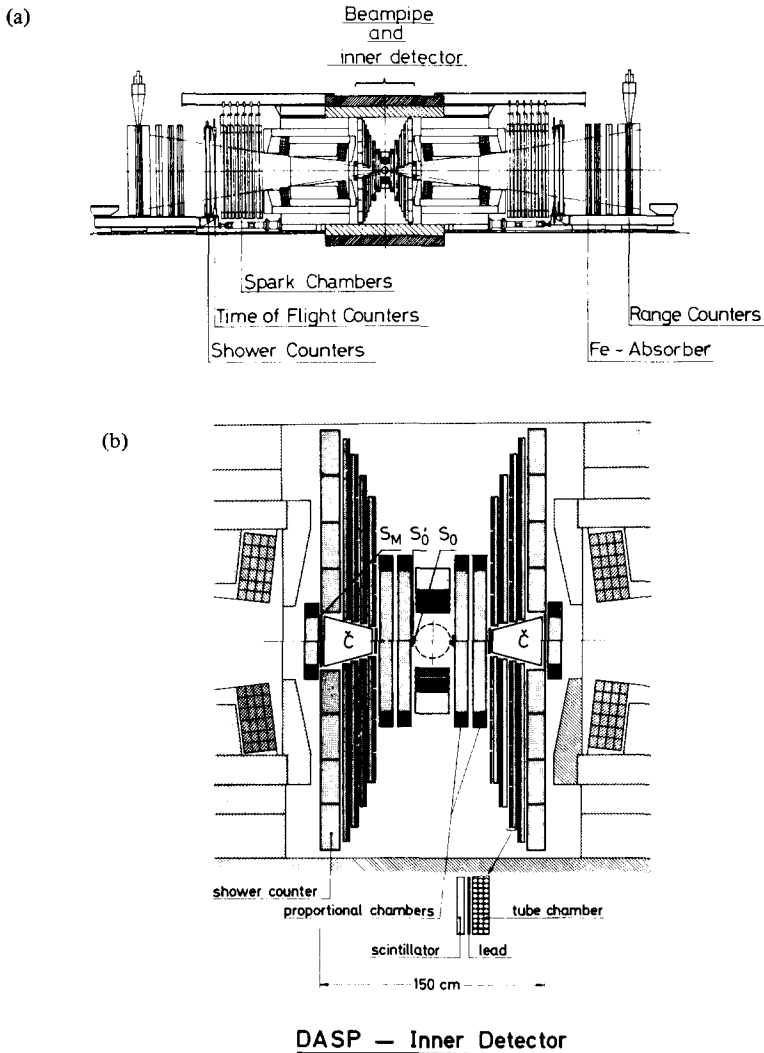 (a)
Beampipe
and
inner detector
Spark Chambers
Time of Flight Counters
Shower Counters
Range Counters
Fe - Absorber
(b)
S_M S_0' S_0
Č Č
shower counter
proportional chambers
tube chamber
scintillator
lead
150 cm
DASP — Inner Detector